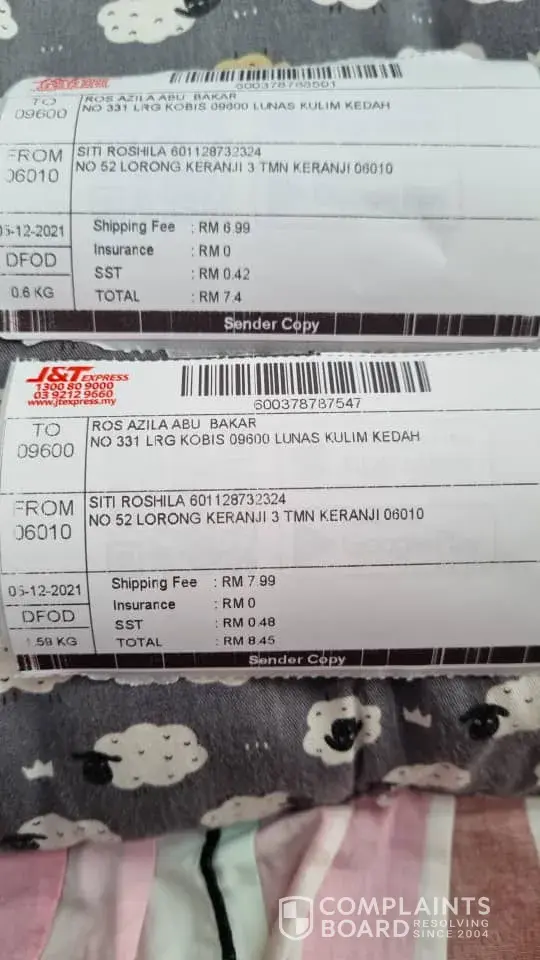 600378788501
TO
09600
ROS AZILA ABU BAKAR
NO 331 LRG KOBIS 09600 LUNAS KULIM KEDAH
FROM
06010
SITI ROSHILA 601128732324
NO 52 LORONG KERANJI 3 TMN KERANJI 06010
05-12-2021
DFOD
0.6 KG
Shipping Fee : RM 6.99
Insurance : RM 0
SST : RM 0.42
TOTAL : RM 7.4
Sender Copy
J&T EXPRESS
1300 80 9000
03 9212 9660
www.jtexpress.my
600378787547
TO
09600
ROS AZILA ABU BAKAR
NO 331 LRG KOBIS 09600 LUNAS KULIM KEDAH
FROM
06010
SITI ROSHILA 601128732324
NO 52 LORONG KERANJI 3 TMN KERANJI 06010
05-12-2021
DFOD
1.59 KG
Shipping Fee : RM 7.99
Insurance : RM 0
SST : RM 0.48
TOTAL : RM 8.45
Sender Copy
COMPLAINTS
BOARD RESOLVING
SINCE 2004